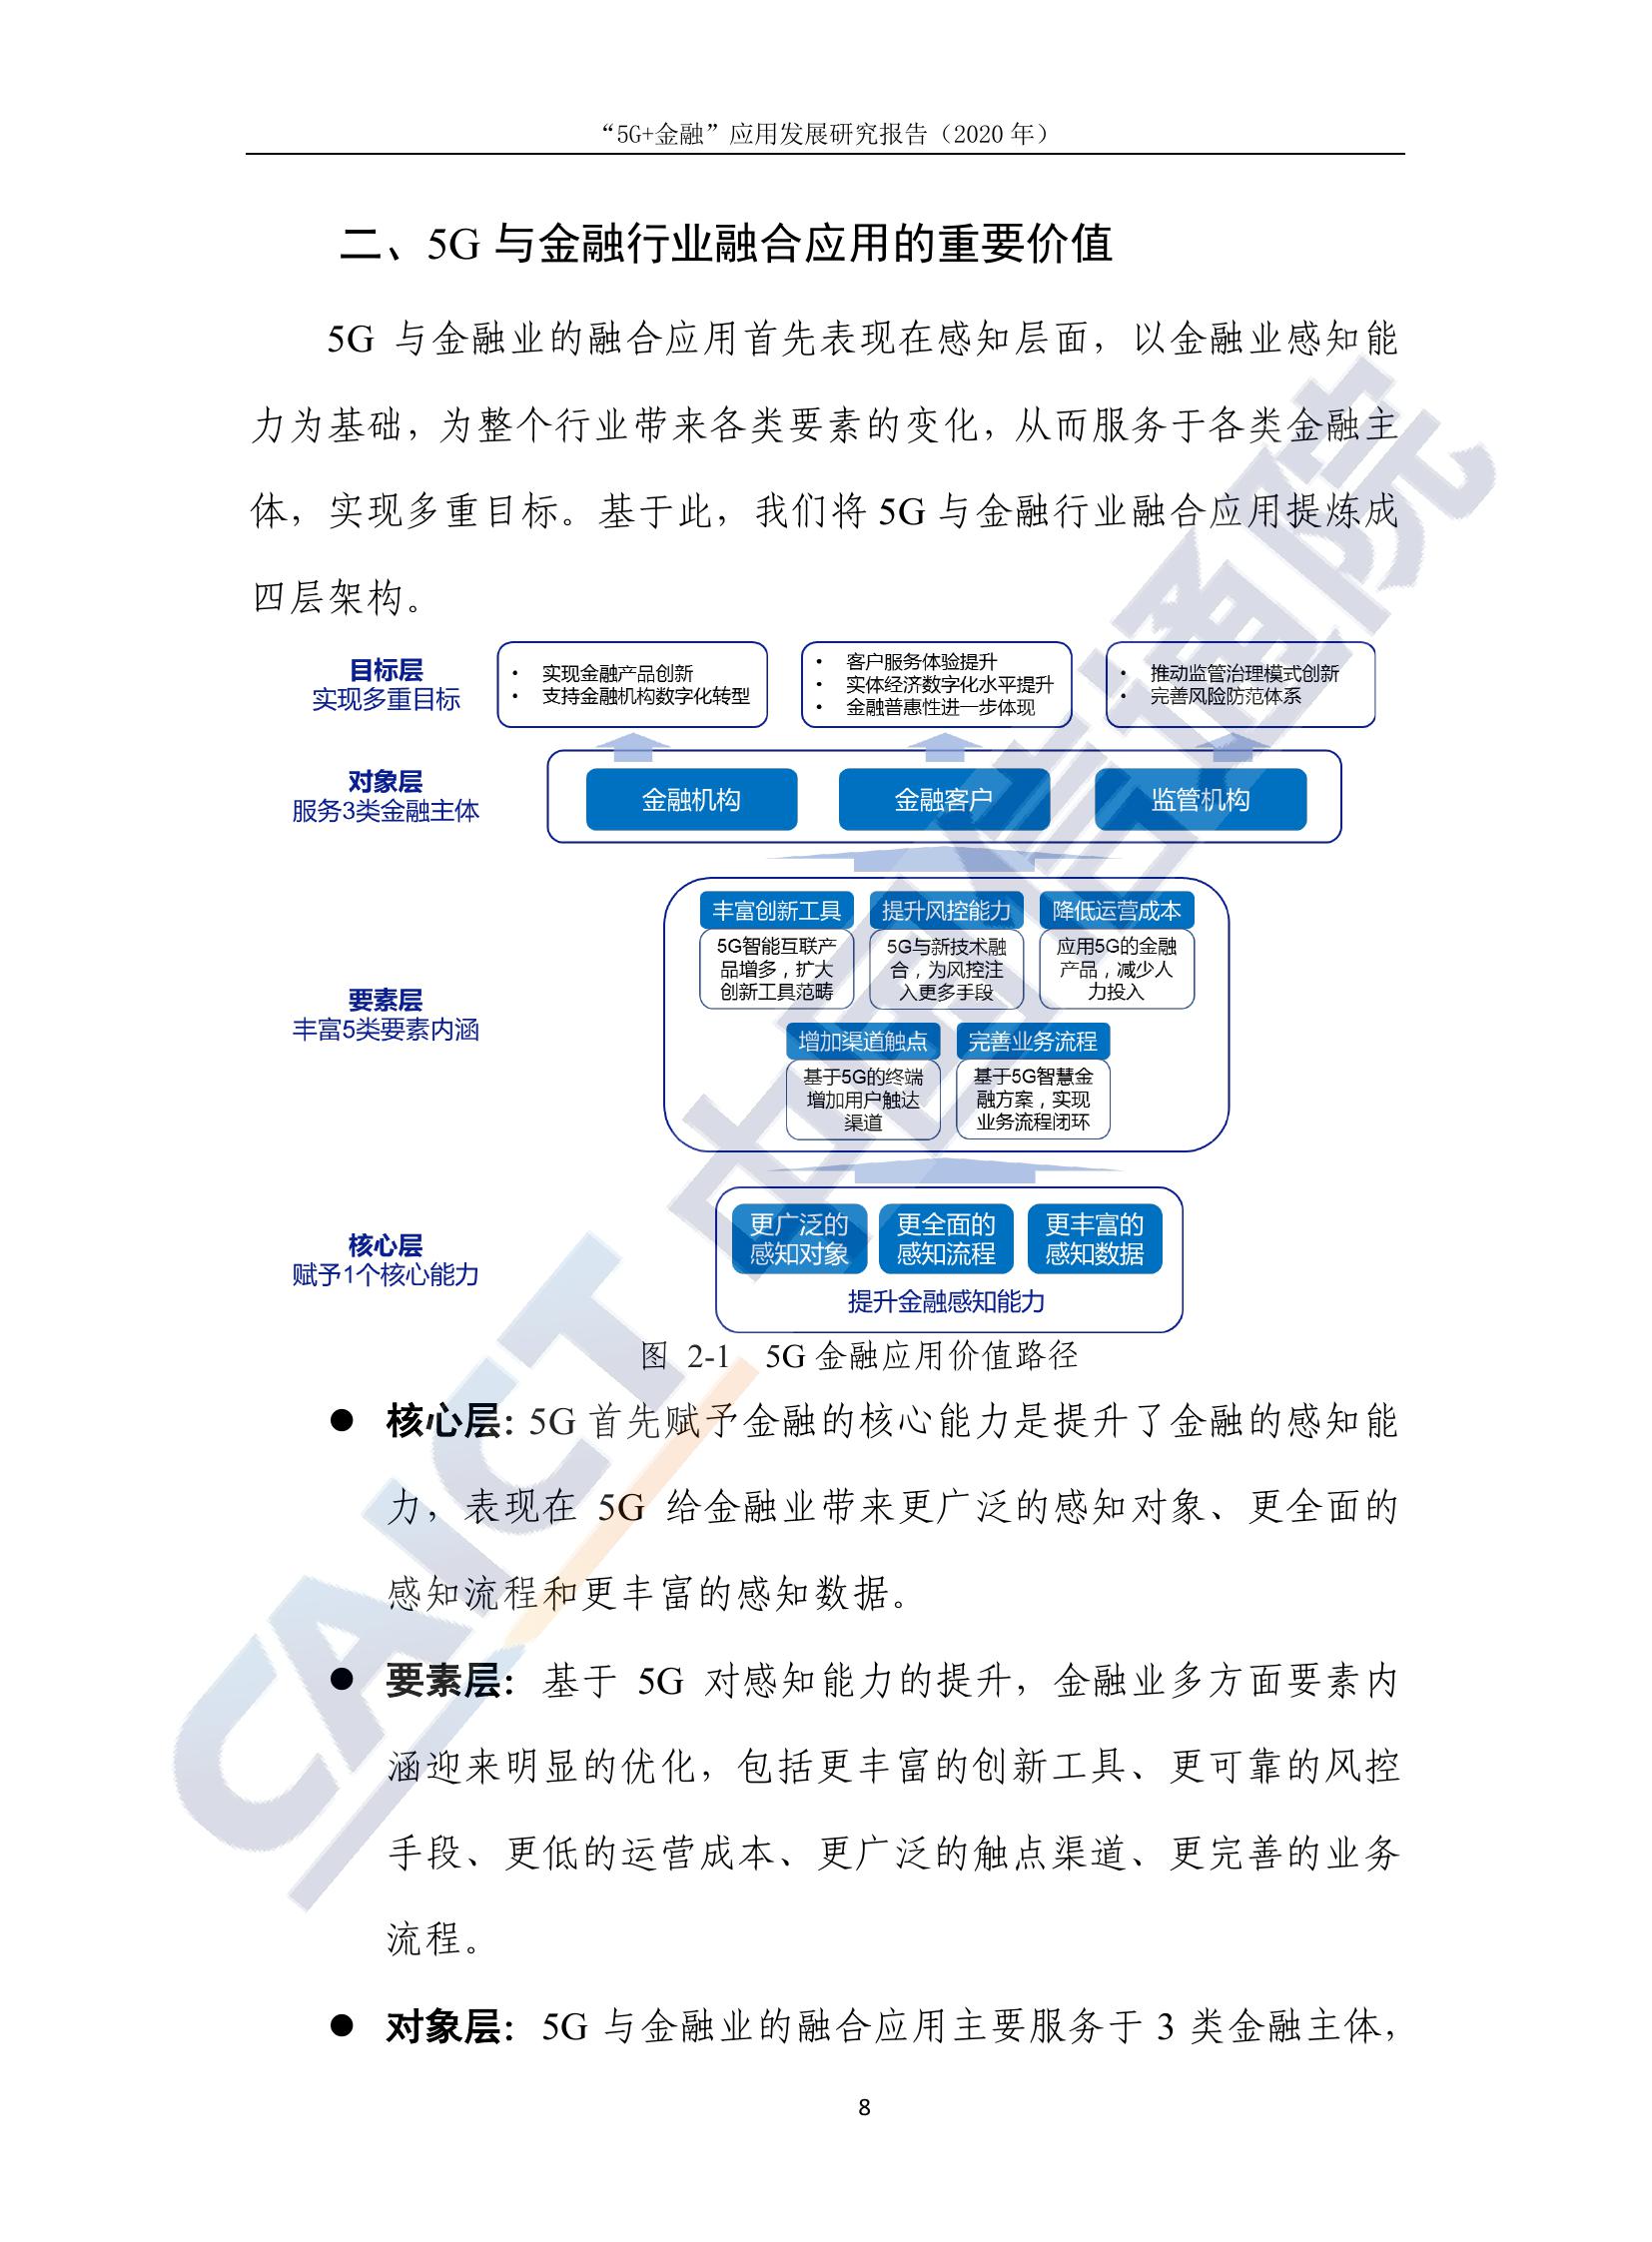 “5G+金融”应用发展研究报告（2020 年）
二、5G 与金融行业融合应用的重要价值
5G 与金融业的融合应用首先表现在感知层面，以金融业感知能
力为基础，为整个行业带来各类要素的变化，从而服务于各类金融主
体，实现多重目标。基于此，我们将 5G 与金融行业融合应用提炼成
四层架构。
目标层
实现多重目标
• 实现金融产品创新
• 支持金融机构数字化转型
• 客户服务体验提升
• 实体经济数字化水平提升
• 金融普惠性进一步体现
• 推动监管治理模式创新
• 完善风险防范体系
对象层
服务3类金融主体
金融机构
金融客户
监管机构
要素层
丰富5类要素内涵
丰富创新工具
5G智能互联产
品增多，扩大
创新工具范畴
提升风控能力
5G与新技术融
合，为风控注
入更多手段
降低运营成本
应用5G的金融
产品，减少人
力投入
增加渠道触点
基于5G的终端
增加用户触达
渠道
完善业务流程
基于5G智慧金
融方案，实现
业务流程闭环
核心层
赋予1个核心能力
更广泛的
感知对象
更全面的
感知流程
更丰富的
感知数据
提升金融感知能力
图 2-1 5G 金融应用价值路径
● 核心层：5G 首先赋予金融的核心能力是提升了金融的感知能
力，表现在 5G 给金融业带来更广泛的感知对象、更全面的
感知流程和更丰富的感知数据。
● 要素层：基于 5G 对感知能力的提升，金融业多方面要素内
涵迎来明显的优化，包括更丰富的创新工具、更可靠的风控
手段、更低的运营成本、更广泛的触点渠道、更完善的业务
流程。
● 对象层：5G 与金融业的融合应用主要服务于 3 类金融主体，
8
CAICT 中国信通院